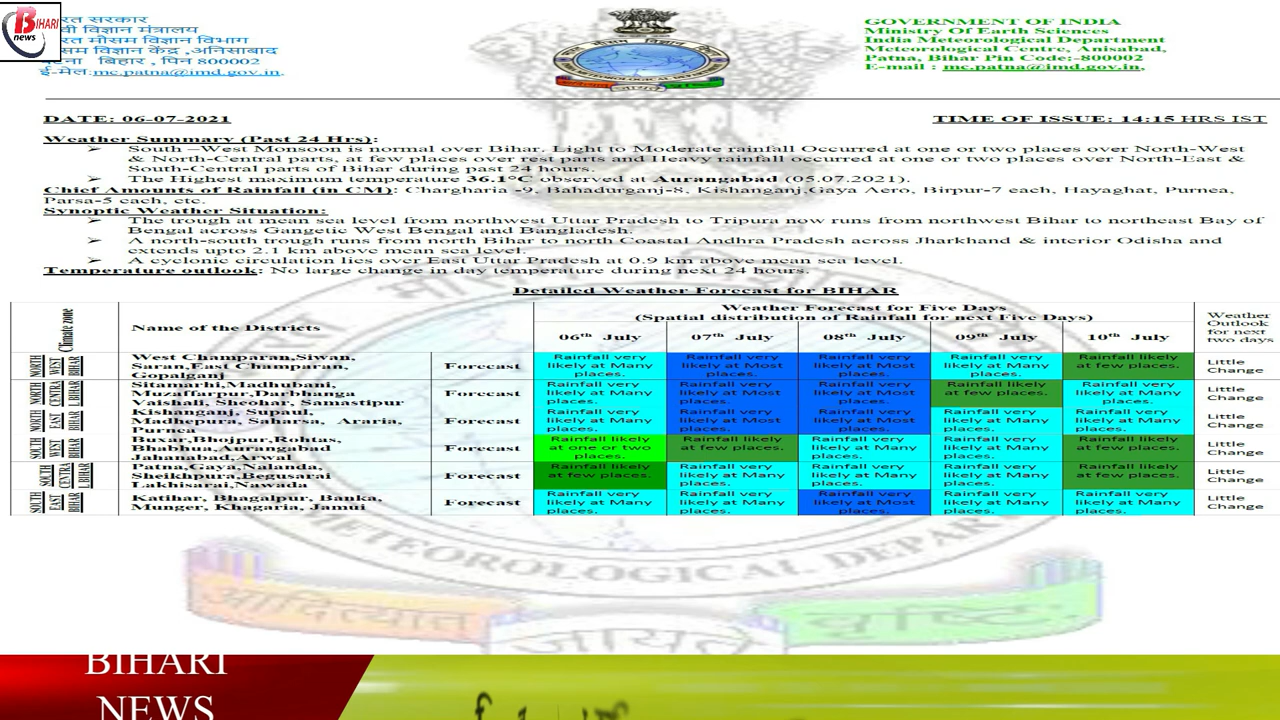 BIHARI
news
रत सरकार
वी विज्ञान मंत्रालय
रत मौसम विज्ञान विभाग
सम विज्ञान केंद्र ,अनिसाबाद
बिहार , पिन 800002
ई-मेल:mc.patna@imd.gov.in.
GOVERNMENT OF INDIA
Ministry Of Earth Sciences
India Meteorological Department
Meteorological Centre, Anisabad,
Patna, Bihar Pin Code:-800002
E-mail : mc.patna@imd.gov.in,
DATE: 06-07-2021
TIME OF ISSUE: 14:15 HRS IST
Weather Summary (Past 24 Hrs):
➢ South –West Monsoon is normal over Bihar. Light to Moderate rainfall Occurred at one or two places over North-West
& North-Central parts, at few places over rest parts and Heavy rainfall occurred at one or two places over North-East &
South-Central parts of Bihar during past 24 hours.
➢ The Highest maximum temperature 36.1°C observed at Aurangabad (05.07.2021).
Chief Amounts of Rainfall (in CM): Chargharia -9, Bahadurganj-8, Kishanganj,Gaya Aero, Birpur-7 each, Hayaghat, Purnea,
Parsa-5 each, etc.
Synoptic Weather Situation:
➢ The trough at mean sea level from northwest Uttar Pradesh to Tripura now runs from northwest Bihar to northeast Bay of
Bengal across Gangetic West Bengal and Bangladesh.
➢ A north-south trough runs from north Bihar to north Coastal Andhra Pradesh across Jharkhand & interior Odisha and
extends upto 2.1 km above mean sea level.
➢ A cyclonic circulation lies over East Uttar Pradesh at 0.9 km above mean sea level.
Temperature outlook: No large change in day temperature during next 24 hours.
Detailed Weather Forecast for BIHAR
Climate zone
Name of the Districts
Weather Forecast for Five Days
(Spatial distribution of Rainfall for next Five Days)
06th July
07th July
08th July
09th July
10th July
Weather
Outlook
for next
two days
NORTH
WEST
BIHAR
West Champaran,Siwan,
Saran,East Champaran,
Gopalganj
Forecast
Rainfall very
likely at Many
places.
Rainfall very
likely at Most
places.
Rainfall very
likely at Most
places.
Rainfall very
likely at Many
places.
Rainfall likely
at few places.
Little
Change
NORTH
CENTRA
L BIHAR
Sitamarhi,Madhubani,
Muzaffarpur,Darbhanga
Vaishali, Sheohar, Samastipur
Forecast
Rainfall very
likely at Many
places.
Rainfall very
likely at Most
places.
Rainfall very
likely at Most
places.
Rainfall likely
at few places.
Rainfall very
likely at Many
places.
Little
Change
NORTH
EAST
BIHAR
Kishanganj, Supaul,
Madhepura, Saharsa, Araria,
Purnea
Forecast
Rainfall very
likely at Many
places.
Rainfall very
likely at Most
places.
Rainfall very
likely at Most
places.
Rainfall very
likely at Many
places.
Rainfall very
likely at Many
places.
Little
Change
SOUTH
WEST
BIHAR
Buxar,Bhojpur,Rohtas,
Bhabhua,Aurangabad
Jahanabad,Arwal
Forecast
Rainfall likely
at one or two
places.
Rainfall likely
at few places.
Rainfall very
likely at Many
places.
Rainfall very
likely at Many
places.
Rainfall likely
at few places.
Little
Change
SOUTH
CENTRA
L BIHAR
Patna,Gaya,Nalanda,
Sheikhpura,Begusarai
Lakhisarai,Nawada
Forecast
Rainfall likely
at few places.
Rainfall very
likely at Many
places.
Rainfall very
likely at Many
places.
Rainfall very
likely at Many
places.
Rainfall likely
at few places.
Little
Change
SOUTH
EAST
BIHAR
Katihar, Bhagalpur, Banka,
Munger, Khagaria, Jamui
Forecast
Rainfall very
likely at Many
places.
Rainfall very
likely at Many
places.
Rainfall very
likely at Most
places.
Rainfall very
likely at Many
places.
Rainfall very
likely at Many
places.
Little
Change
METEOROLOGICAL DEPAR
आदित्यात
जायते
वृष्टि:
BIHARI
NEWS